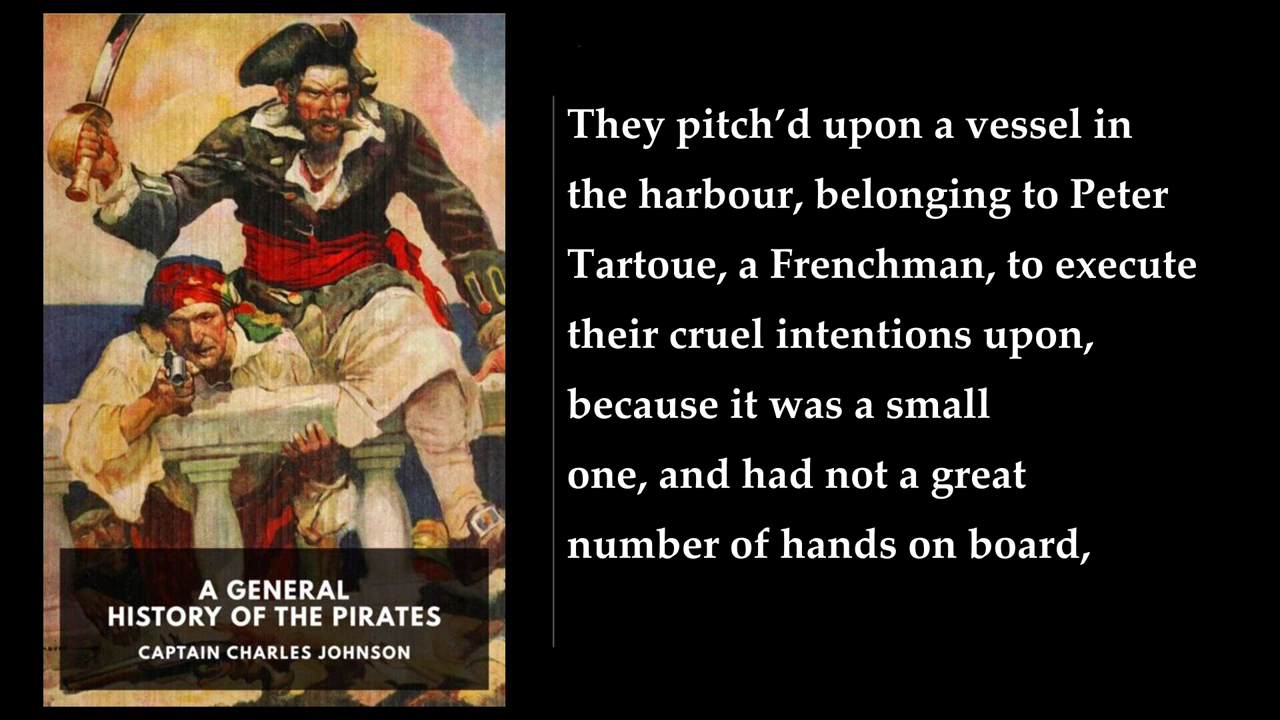 They pitch’d upon a vessel in
the harbour, belonging to Peter
Tartoue, a Frenchman, to execute
their cruel intentions upon,
because it was a small
one, and had not a great
number of hands on board,
A GENERAL
HISTORY OF THE PIRATES
CAPTAIN CHARLES JOHNSON